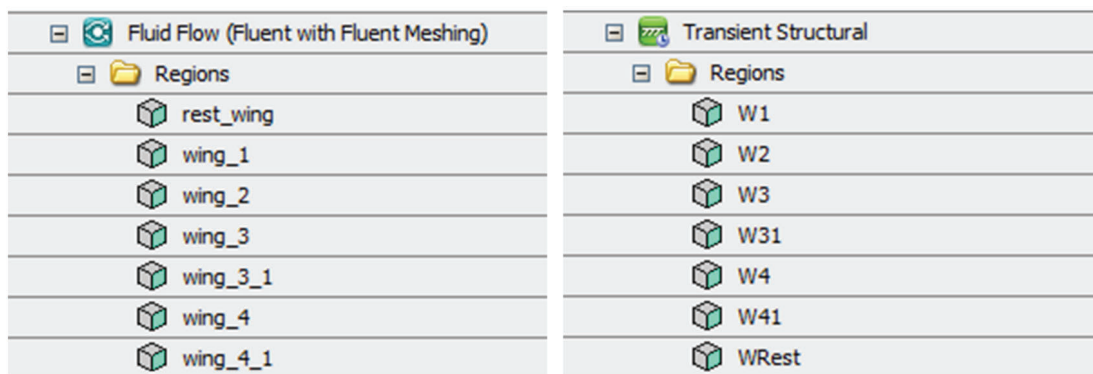 Fluid Flow (Fluent with Fluent Meshing)
Regions
rest_wing
wing_1
wing_2
wing_3
wing_3_1
wing_4
wing_4_1
Transient Structural
Regions
W1
W2
W3
W31
W4
W41
WRest